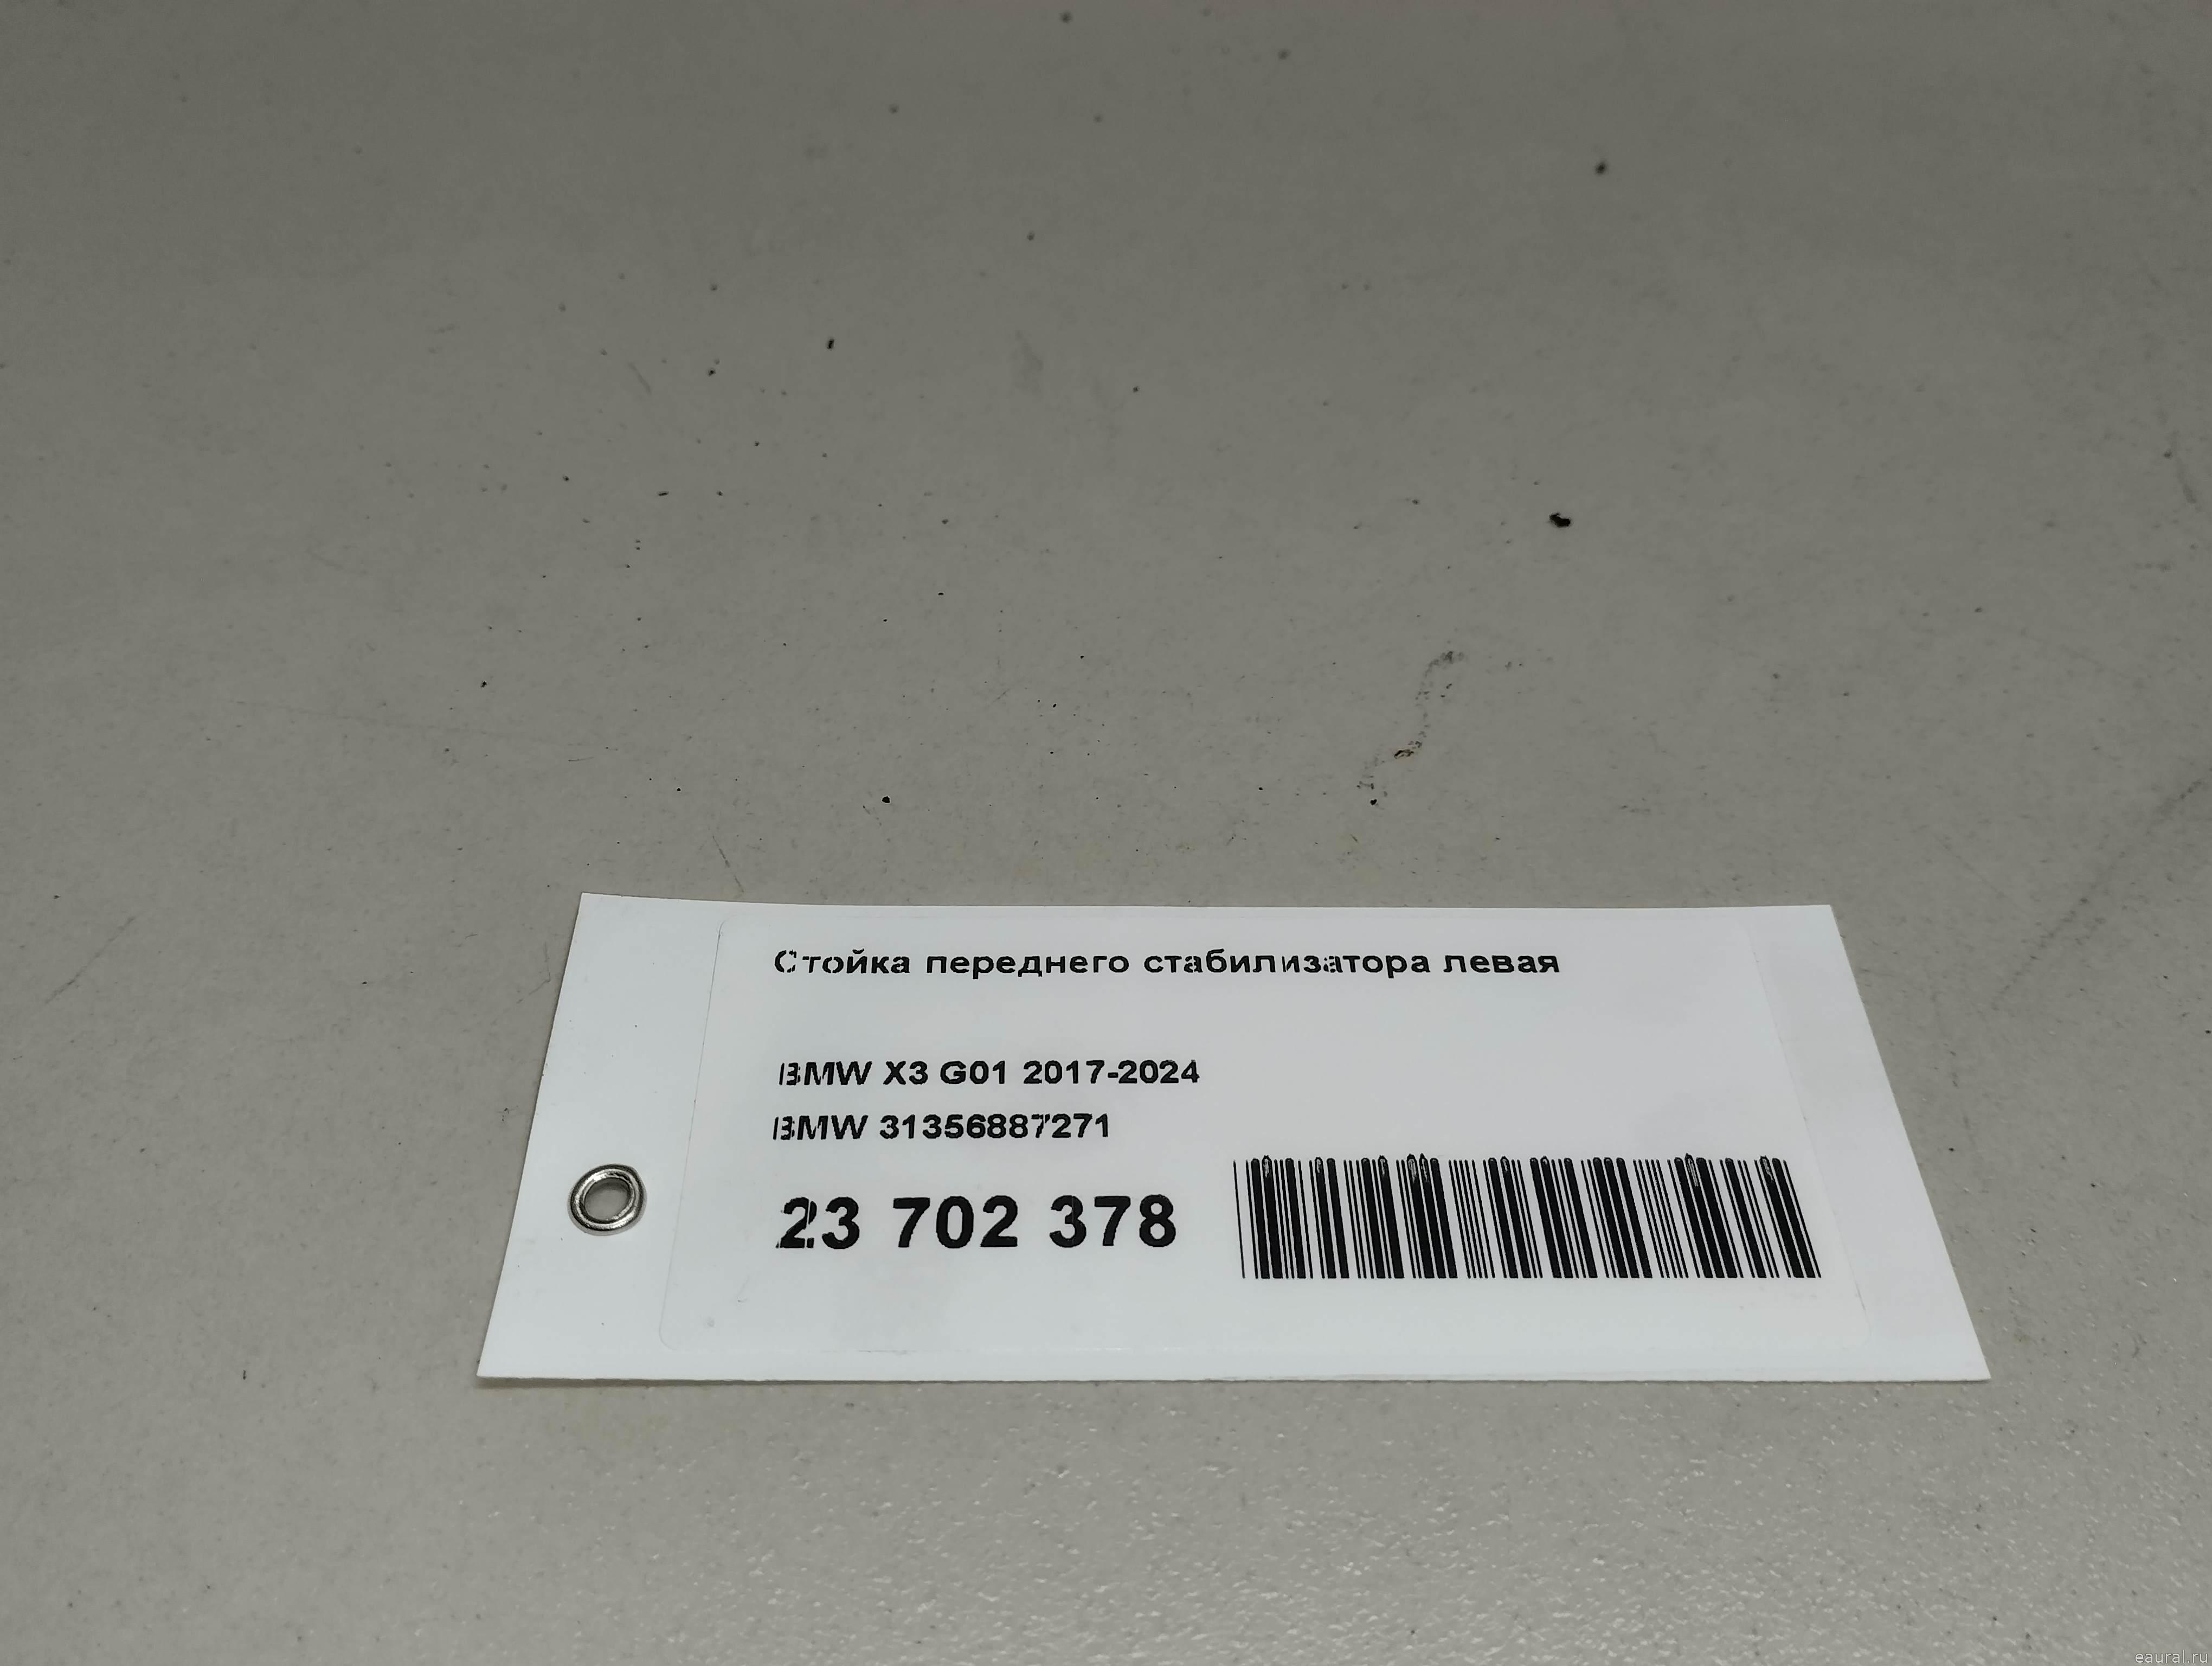 Стойка переднего стабилизатора левая
BMW X3 G01 2017-2024
BMW 31356887271
23 702 378
eaural.ru